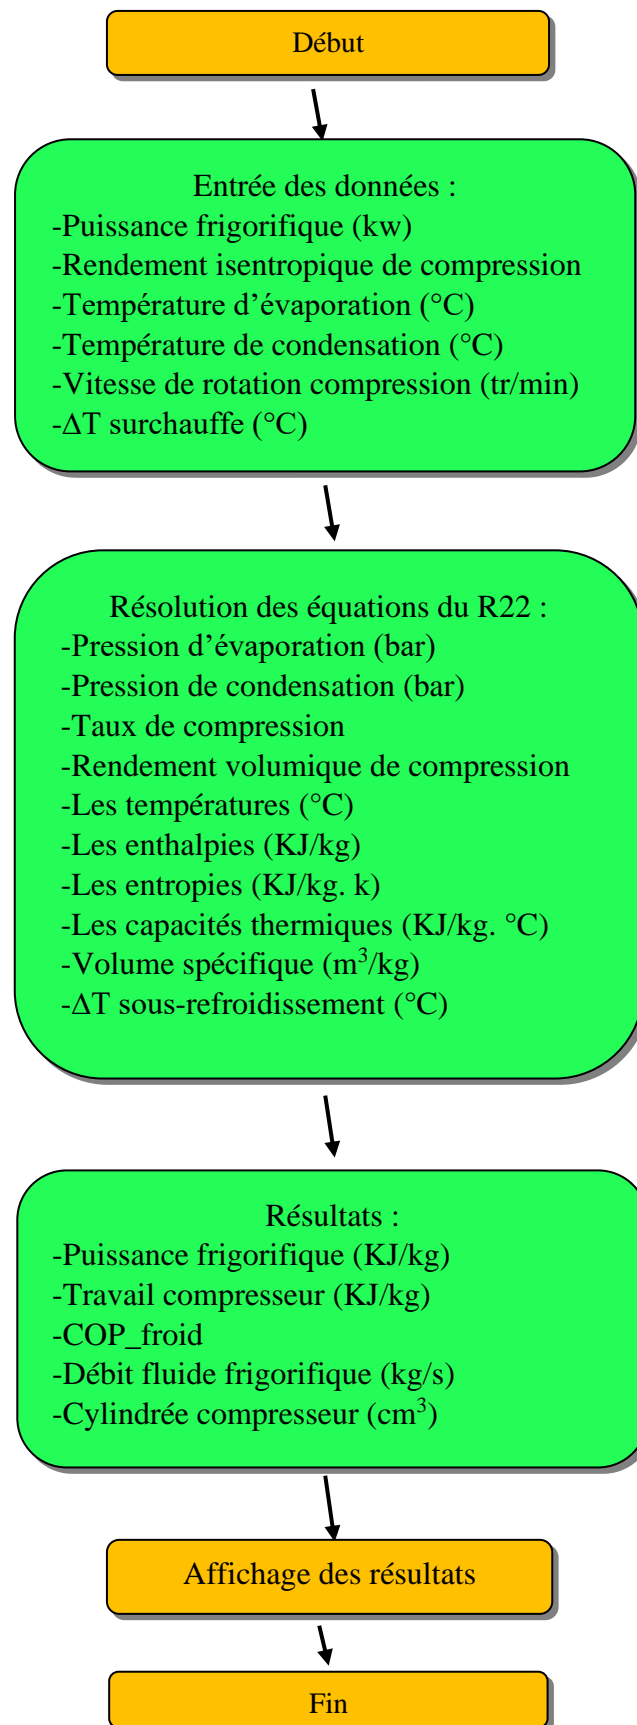 Début
Entrée des données :
-Puissance frigorifique (kw)
-Rendement isentropique de compression
-Température d’évaporation (°C)
-Température de condensation (°C)
-Vitesse de rotation compression (tr/min)
-ΔT surchauffe (°C)
Résolution des équations du R22 :
-Pression d’évaporation (bar)
-Pression de condensation (bar)
-Taux de compression
-Rendement volumique de compression
-Les températures (°C)
-Les enthalpies (KJ/kg)
-Les entropies (KJ/kg. k)
-Les capacités thermiques (KJ/kg. °C)
-Volume spécifique (m³/kg)
-ΔT sous-refroidissement (°C)
Résultats :
-Puissance frigorifique (KJ/kg)
-Travail compresseur (KJ/kg)
-COP_froid
-Débit fluide frigorifique (kg/s)
-Cylindrée compresseur (cm³)
Affichage des résultats
Fin